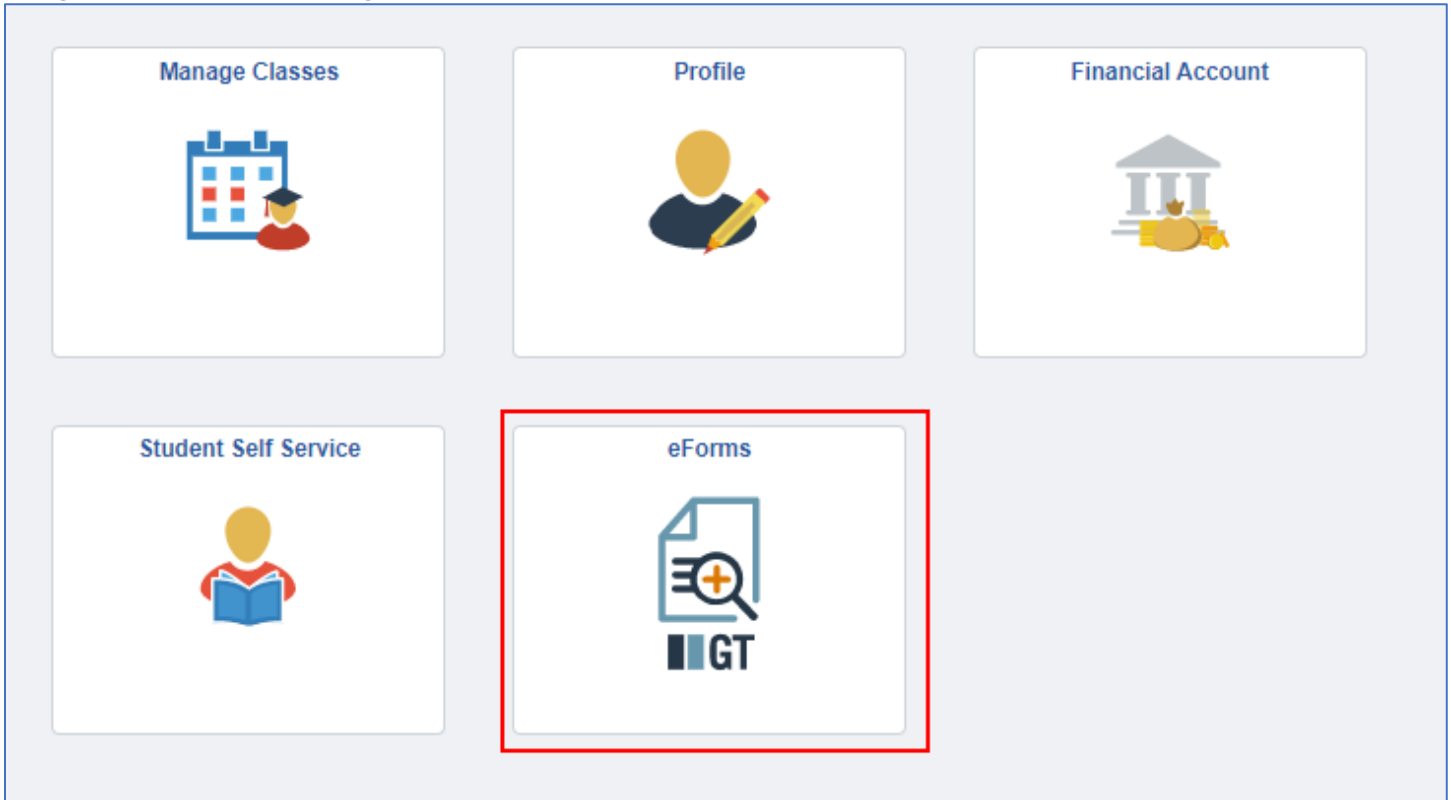 Manage Classes
Profile
Financial Account
Student Self Service
eForms
GT